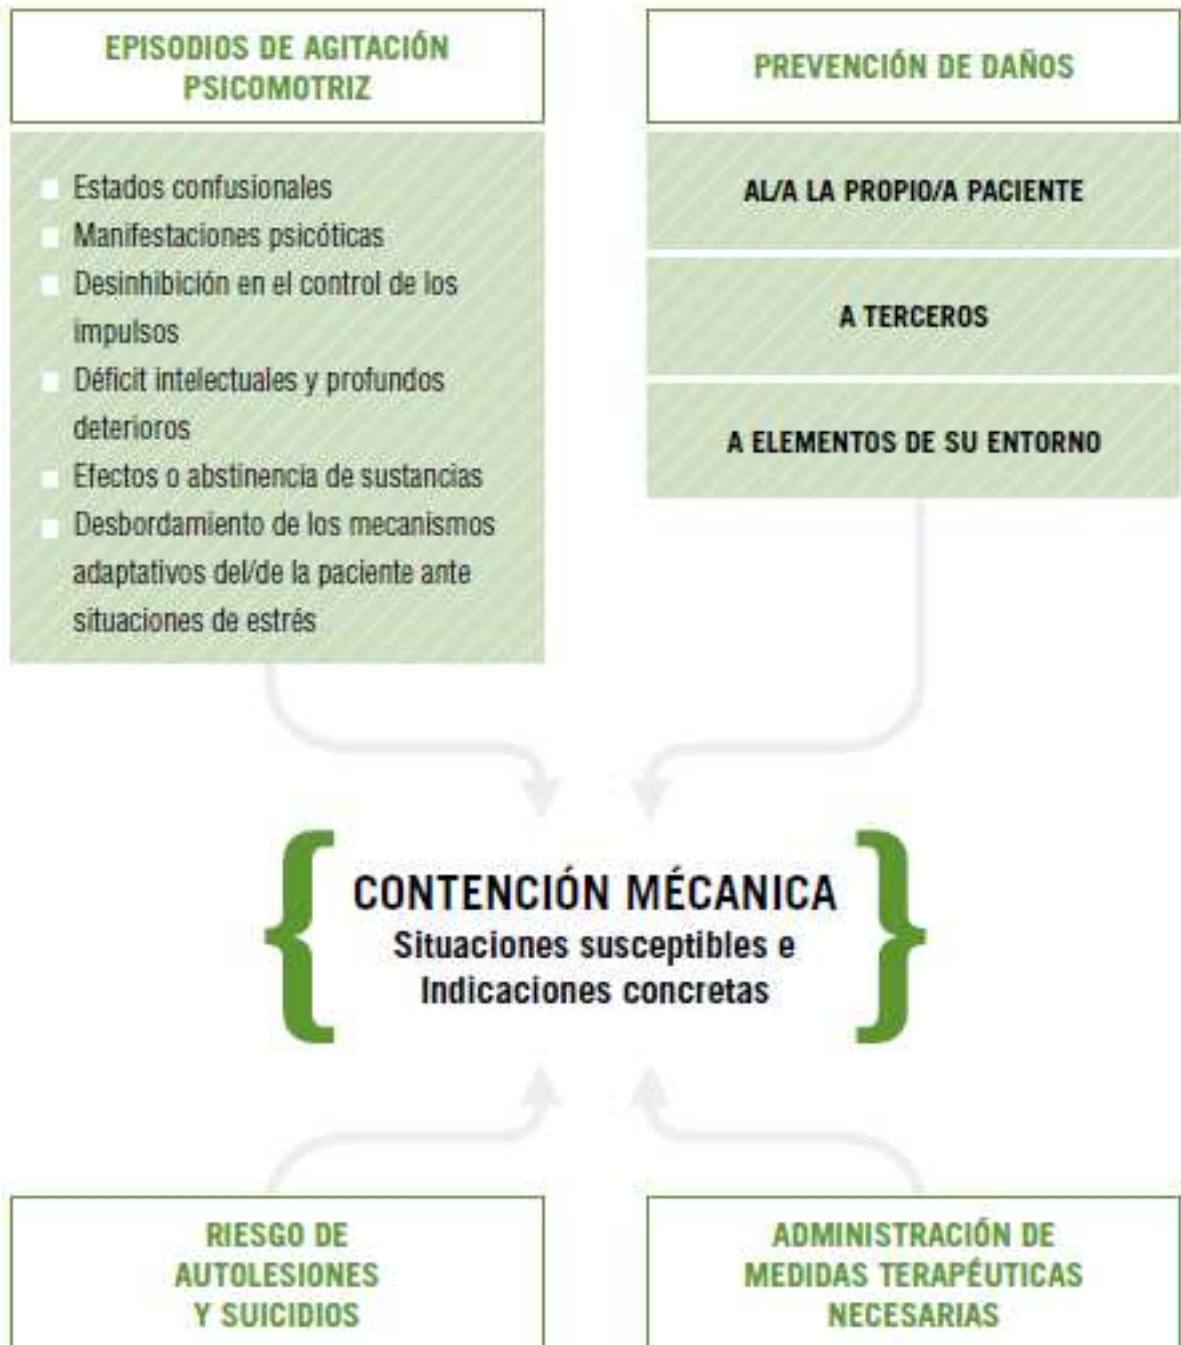 EPISODIOS DE AGITACIÓN
PSICOMOTRIZ
Estados confusionales
Manifestaciones psicóticas
Desinhibición en el control de los
impulsos
Déficit intelectuales y profundos
deterioros
Efectos o abstinencia de sustancias
Desbordamiento de los mecanismos
adaptativos del/de la paciente ante
situaciones de estrés
PREVENCIÓN DE DAÑOS
AL/A LA PROPIO/A PACIENTE
A TERCEROS
A ELEMENTOS DE SU ENTORNO
CONTENCIÓN MÉCANICA
Situaciones susceptibles e
Indicaciones concretas
RIESGO DE
AUTOLESIONES
Y SUICIDIOS
ADMINISTRACIÓN DE
MEDIDAS TERAPÉUTICAS
NECESARIAS